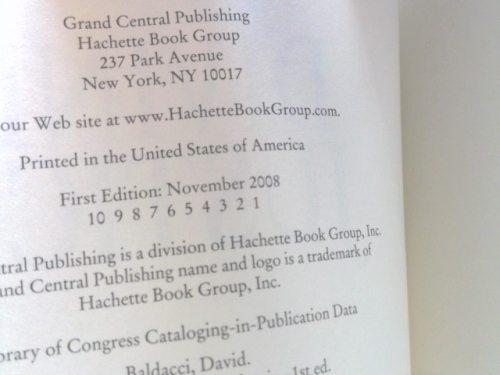 Grand Central Publishing
Hachette Book Group
237 Park Avenue
New York, NY 10017
our Web site at www.HachetteBookGroup.com.
Printed in the United States of America
First Edition: November 2008
10 9 8 7 6 5 4 3 2 1
tral Publishing is a division of Hachette Book Group, Inc.
nd Central Publishing name and logo is a trademark of
Hachette Book Group, Inc.
brary of Congress Cataloging-in-Publication Data
Baldacci, David.
1st ed.